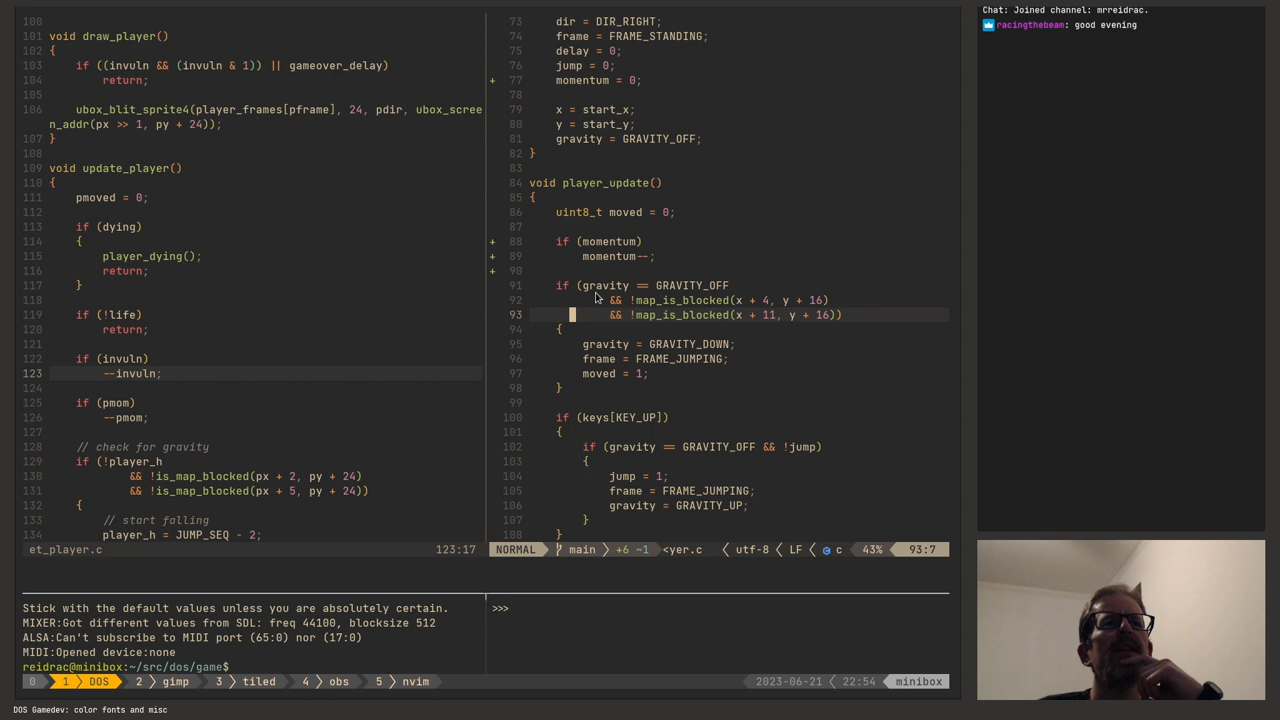 100
101 void draw_player()
102 {
103 if ((invuln && (invuln & 1)) || gameover_delay)
104 return;
105
106 ubox_blit_sprite4(player_frames[pframe], 24, pdir, ubox_scree
n_addr(px >> 1, py + 24));
107 }
108
109 void update_player()
110 {
111 pmoved = 0;
112
113 if (dying)
114 {
115 player_dying();
116 return;
117 }
118
119 if (!life)
120 return;
121
122 if (invuln)
123 --invuln;
124
125 if (pmom)
126 --pmom;
127
128 // check for gravity
129 if (!player_h
130 && !is_map_blocked(px + 2, py + 24)
131 && !is_map_blocked(px + 5, py + 24))
132 {
133 // start falling
134 player_h = JUMP_SEQ - 2;
et_player.c 123:17
73 dir = DIR_RIGHT;
74 frame = FRAME_STANDING;
75 delay = 0;
76 jump = 0;
+ 77 momentum = 0;
78
79 x = start_x;
80 y = start_y;
81 gravity = GRAVITY_OFF;
82 }
83
84 void player_update()
85 {
86 uint8_t moved = 0;
87
+ 88 if (momentum)
+ 89 momentum--;
+ 90
91 if (gravity == GRAVITY_OFF
92 && !map_is_blocked(x + 4, y + 16)
93 && !map_is_blocked(x + 11, y + 16))
94 {
95 gravity = GRAVITY_DOWN;
96 frame = FRAME_JUMPING;
97 moved = 1;
98 }
99
100 if (keys[KEY_UP])
101 {
102 if (gravity == GRAVITY_OFF && !jump)
103 {
104 jump = 1;
105 frame = FRAME_JUMPING;
106 gravity = GRAVITY_UP;
107 }
108 }
NORMAL main +6 ~1 <yer.c utf-8 LF c 43% 93:7
Stick with the default values unless you are absolutely certain.
MIXER:Got different values from SDL: freq 44100, blocksize 512
ALSA:Can't subscribe to MIDI port (65:0) nor (17:0)
MIDI:Opened device:none
reidrac@minibox:~/src/dos/game$
>>>
0 1 DOS 2 gimp 3 tiled 4 obs 5 nvim 2023-06-21 22:54 minibox
DOS Gamedev: color fonts and misc
Chat: Joined channel: mrreidrac.
racingthebeam: good evening